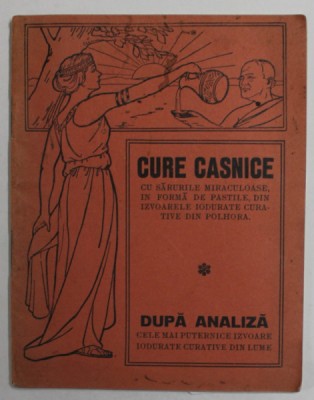 CURE CASNICE
CU SĂRURILE MIRACULOASE,
IN FORMĂ DE PASTILE, DIN
IZVOARELE IODURATE CURA-
TIVE DIN POLHORA.
DUPĂ ANALIZĂ
CELE MAI PUTERNICE IZVOARE
IODURATE CURATIVE DIN LUME